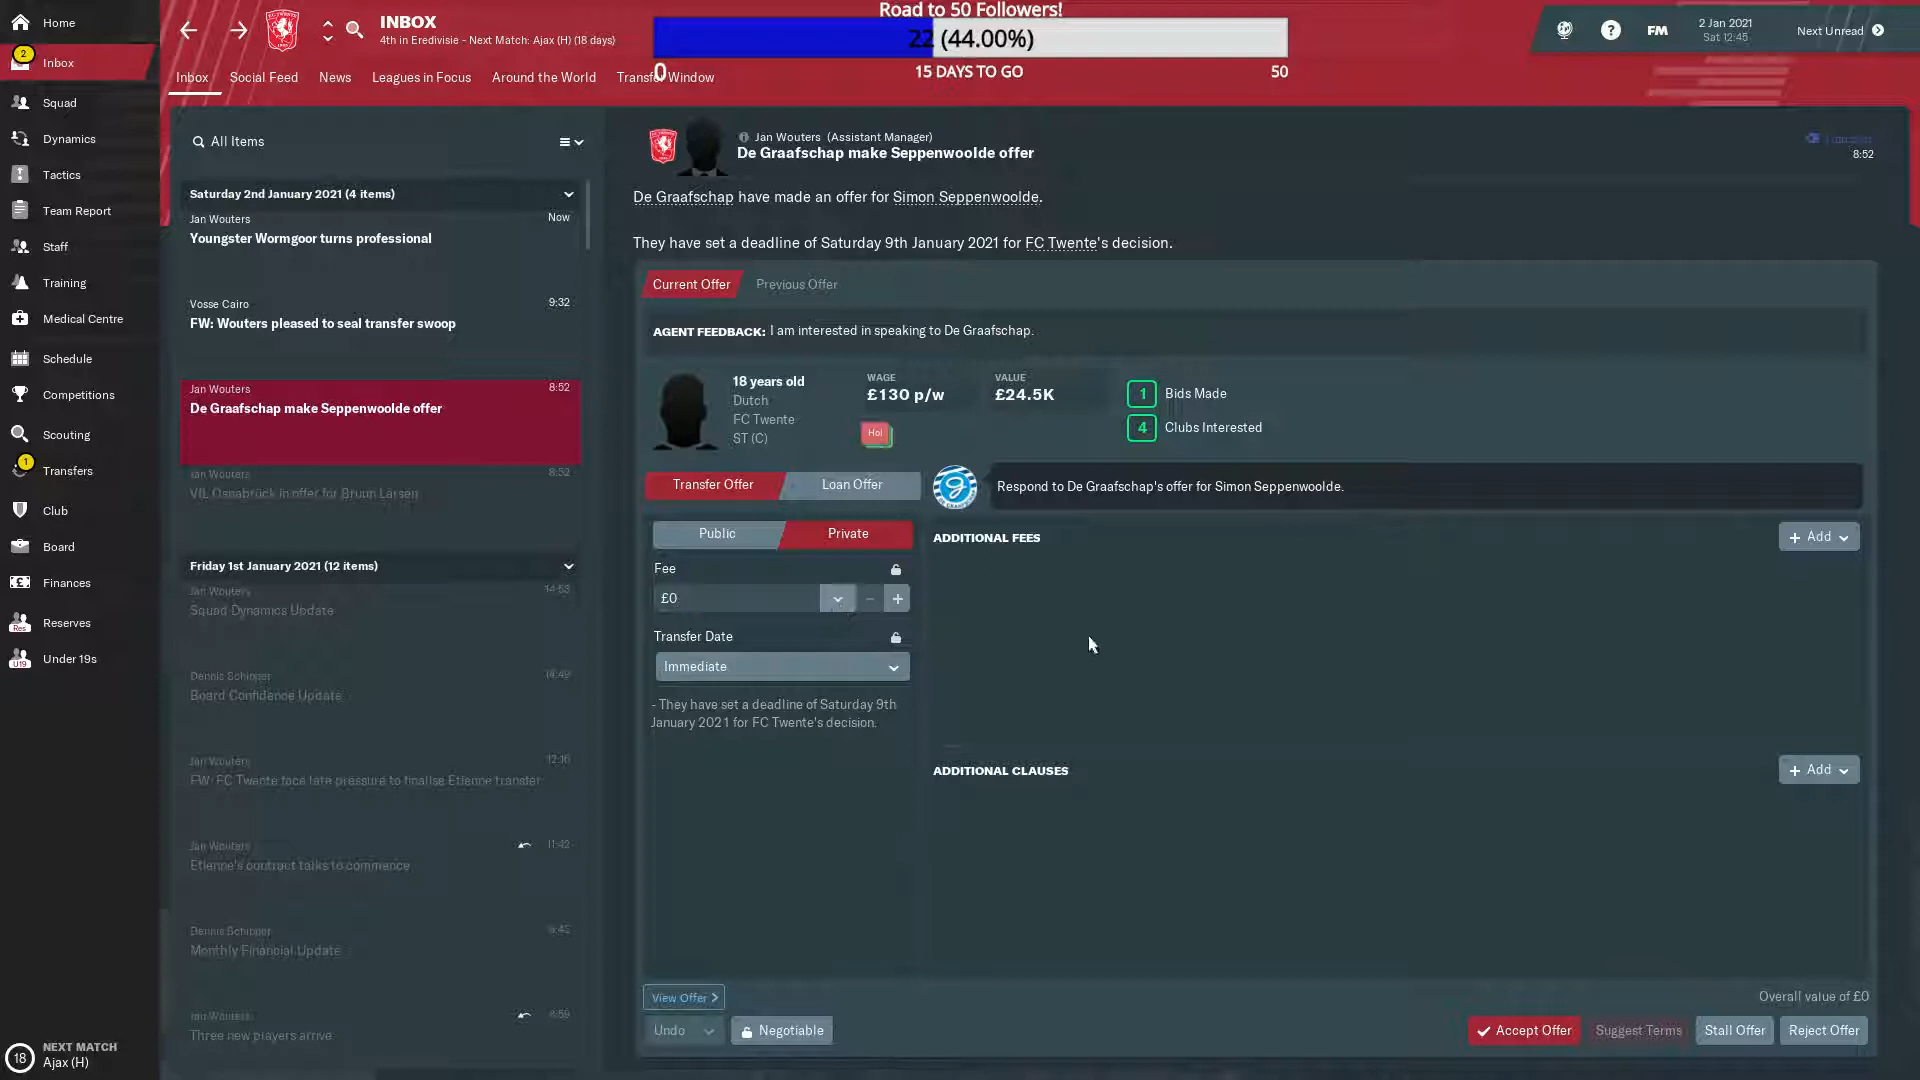 Home
Inbox
2
Squad
Dynamics
Tactics
Team Report
Staff
Training
Medical Centre
Schedule
Competitions
Scouting
1
Transfers
Club
Board
Finances
Reserves
Res
Under 19s
U19
18
NEXT MATCH
Ajax (H)
INBOX
4th in Eredivisie - Next Match: Ajax (H) (18 days)
Road to 50 Followers!
22 (44.00%)
0
15 DAYS TO GO
50
FM
2 Jan 2021
Sat 12:45
Next Unread
Inbox
Social Feed
News
Leagues in Focus
Around the World
Transfer Window
All Items
Saturday 2nd January 2021 (4 items)
Jan Wouters
Now
Youngster Wormgoor turns professional
Vosse Cairo
9:32
FW: Wouters pleased to seal transfer swoop
Jan Wouters
8:52
De Graafschap make Seppenwoolde offer
Jan Wouters
8:52
VfL Osnabrück in offer for Bruun Larsen
Friday 1st January 2021 (12 items)
Jan Wouters
14:53
Squad Dynamics Update
Dennis Schipper
14:49
Board Confidence Update
Jan Wouters
12:16
FW: FC Twente face late pressure to finalise Etienne transfer
Jan Wouters
11:42
Etienne's contract talks to commence
Dennis Schipper
Monthly Financial Update
Jan Wouters
8:59
Three new players arrive
Jan Wouters (Assistant Manager)
De Graafschap make Seppenwoolde offer
8:52
De Graafschap have made an offer for Simon Seppenwoolde.
They have set a deadline of Saturday 9th January 2021 for FC Twente's decision.
Current Offer
Previous Offer
AGENT FEEDBACK: I am interested in speaking to De Graafschap.
18 years old
Dutch
FC Twente
ST (C)
WAGE
£130 p/w
VALUE
£24.5K
Hol
1
Bids Made
4
Clubs Interested
Transfer Offer
Loan Offer
Respond to De Graafschap's offer for Simon Seppenwoolde.
Public
Private
Fee
£0
Transfer Date
Immediate
- They have set a deadline of Saturday 9th
January 2021 for FC Twente's decision.
ADDITIONAL FEES
Add
ADDITIONAL CLAUSES
Add
View Offer
Overall value of £0
Undo
Negotiable
Accept Offer
Suggest Terms
Stall Offer
Reject Offer